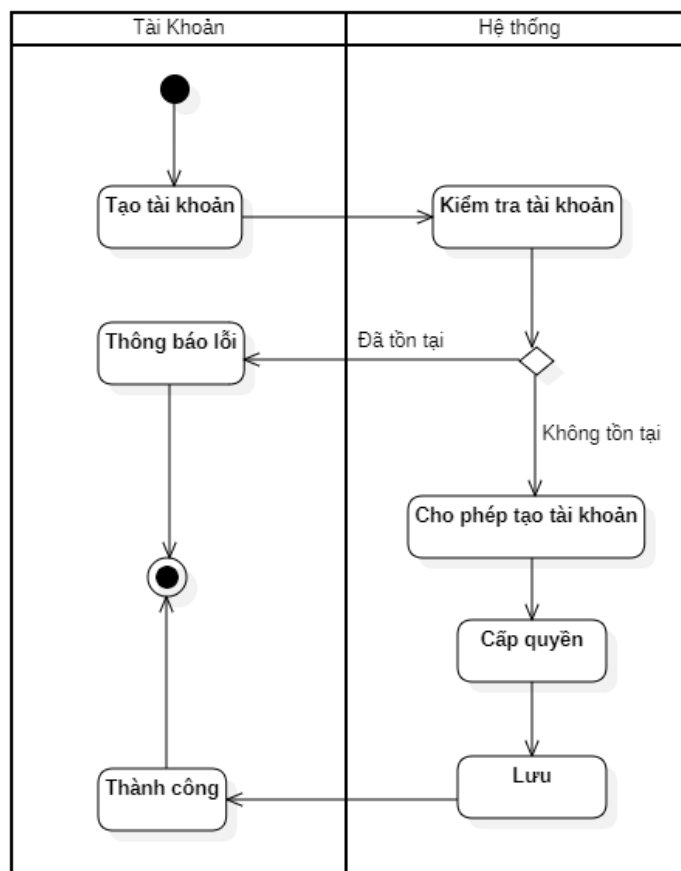 Tài Khoản
Hệ thống
Tạo tài khoản
Kiểm tra tài khoản
Thông báo lỗi
Đã tồn tại
Không tồn tại
Cho phép tạo tài khoản
Cấp quyền
Lưu
Thành công